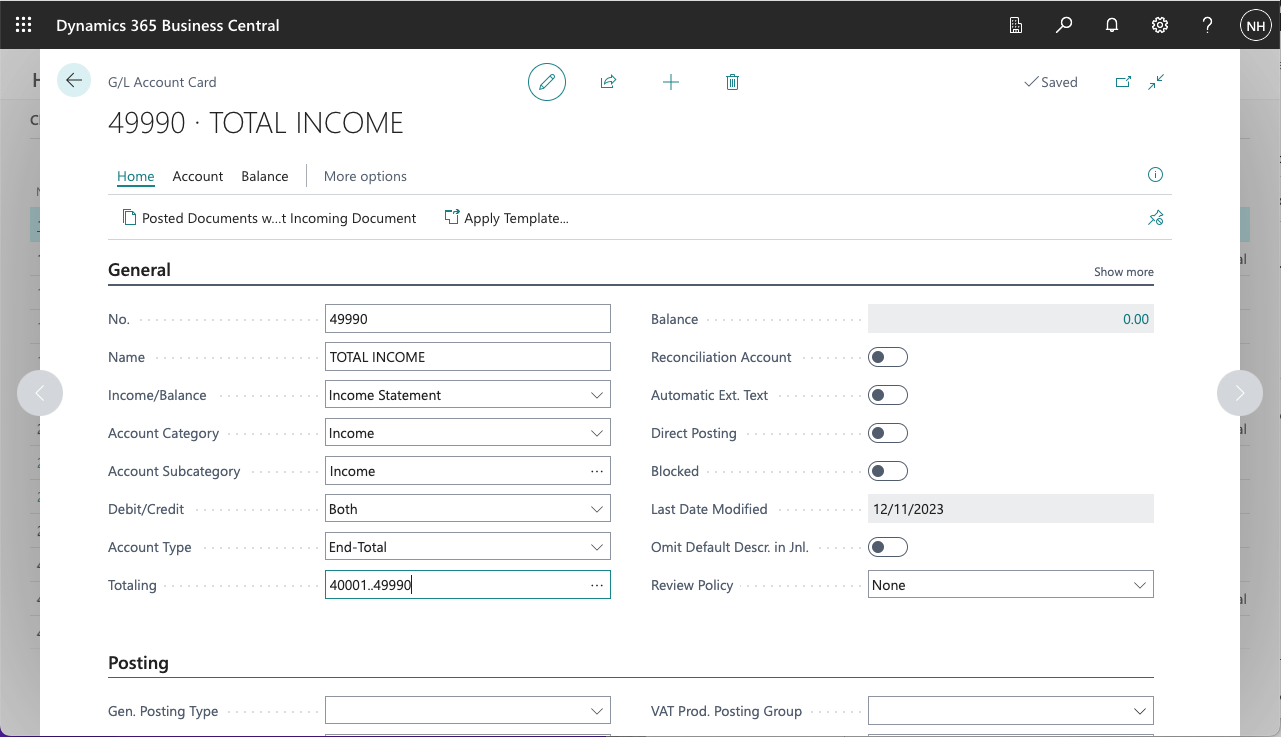 Dynamics 365 Business Central
NH
G/L Account Card
Saved
49990 · TOTAL INCOME
Home Account Balance More options
Posted Documents w...t Incoming Document Apply Template...
General Show more
No. 49990
Name TOTAL INCOME
Income/Balance Income Statement
Account Category Income
Account Subcategory Income
Debit/Credit Both
Account Type End-Total
Totaling 40001..49990
Balance 0.00
Reconciliation Account
Automatic Ext. Text
Direct Posting
Blocked
Last Date Modified 12/11/2023
Omit Default Descr. in Jnl.
Review Policy None
Posting
Gen. Posting Type
VAT Prod. Posting Group